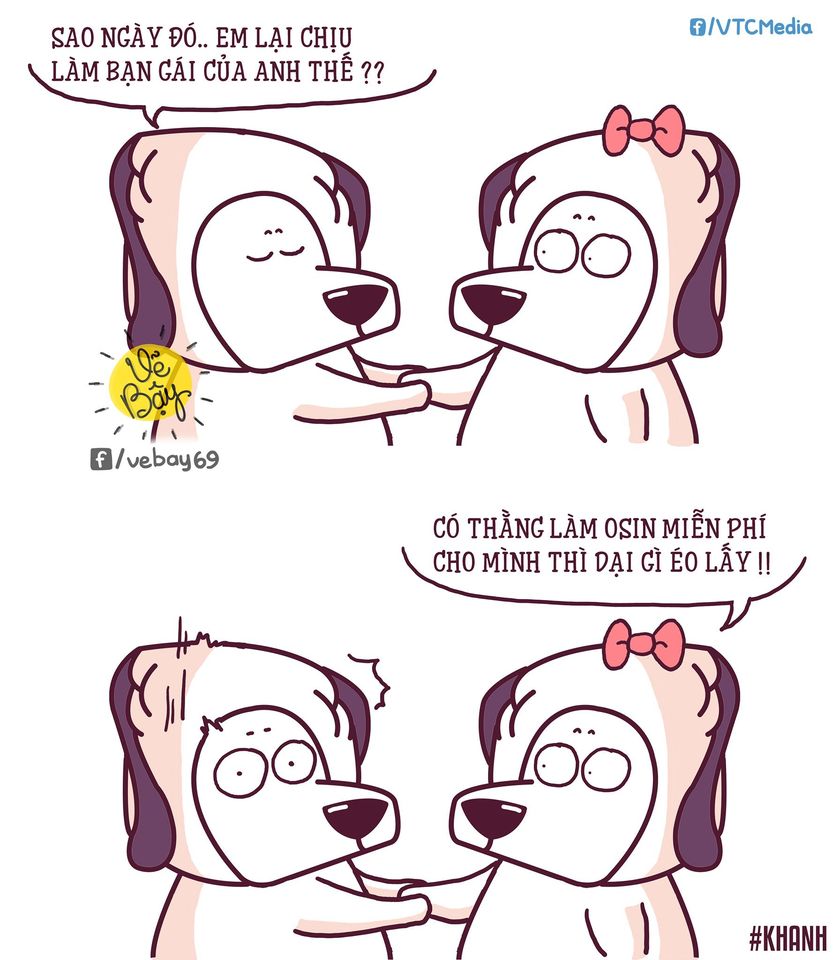 f/VTCMedia
SAO NGÀY ĐÓ.. EM LẠI CHỊU
LÀM BẠN GÁI CỦA ANH THẾ ??
Vẽ
Bậy
f/vebay69
CÓ THẰNG LÀM OSIN MIỄN PHÍ
CHO MÌNH THÌ DẠI GÌ ÉO LẤY !!
#KHANH